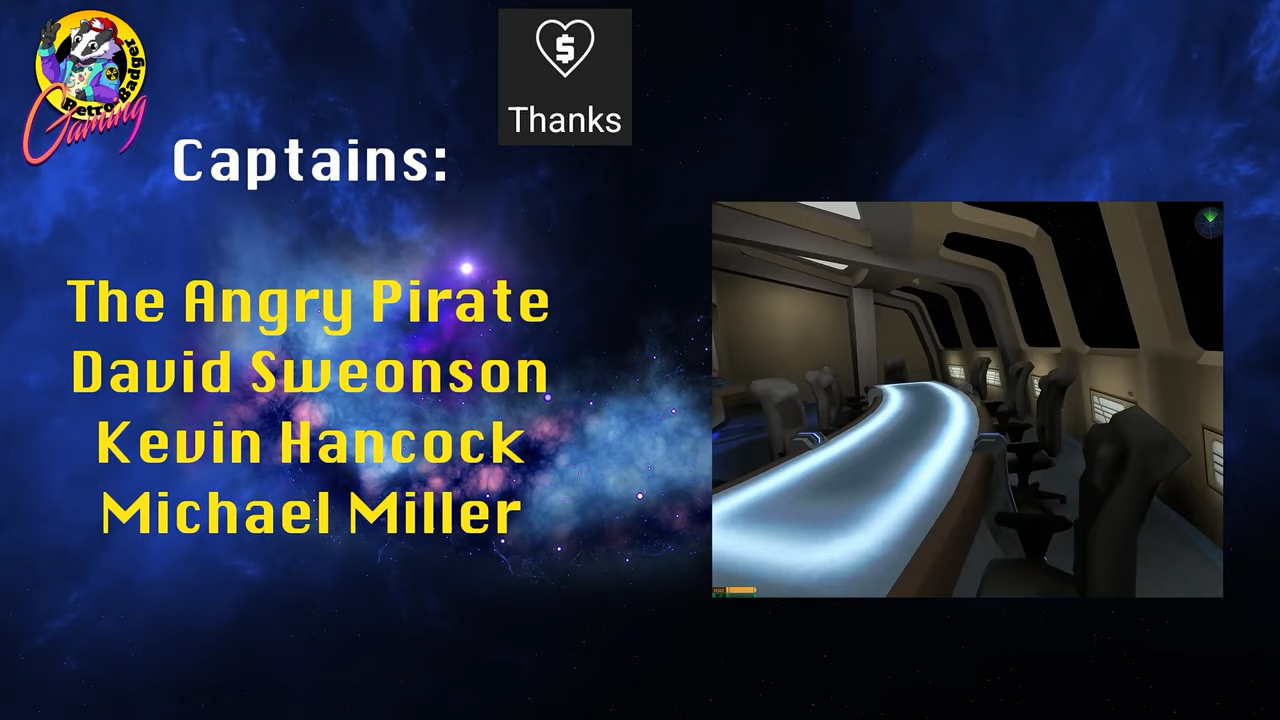 Retro Badger
Gaming
$
Thanks
Captains:
The Angry Pirate
David Sweonson
Kevin Hancock
Michael Miller